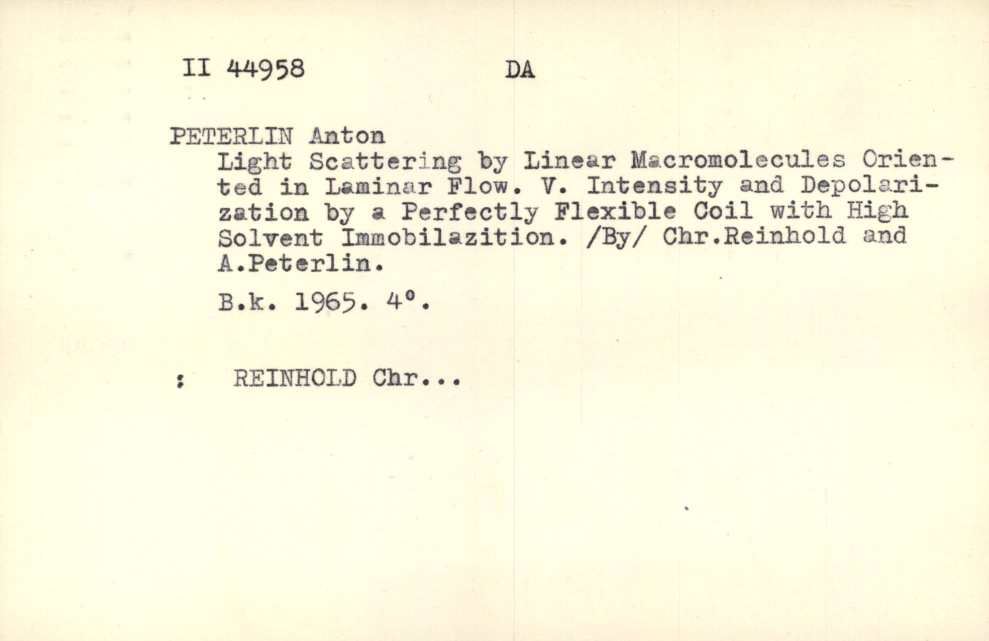 II 44958 DA
PETERLIN Anton
Light Scattering by Linear Macromolecules Orien-
ted in Laminar Flow. V. Intensity and Depolari-
zation by a Perfectly Flexible Coil with High
Solvent Immobilazition. /By/ Chr.Reinhold and
A.Peterlin.
B.k. 1965. 4°.
: REINHOLD Chr...